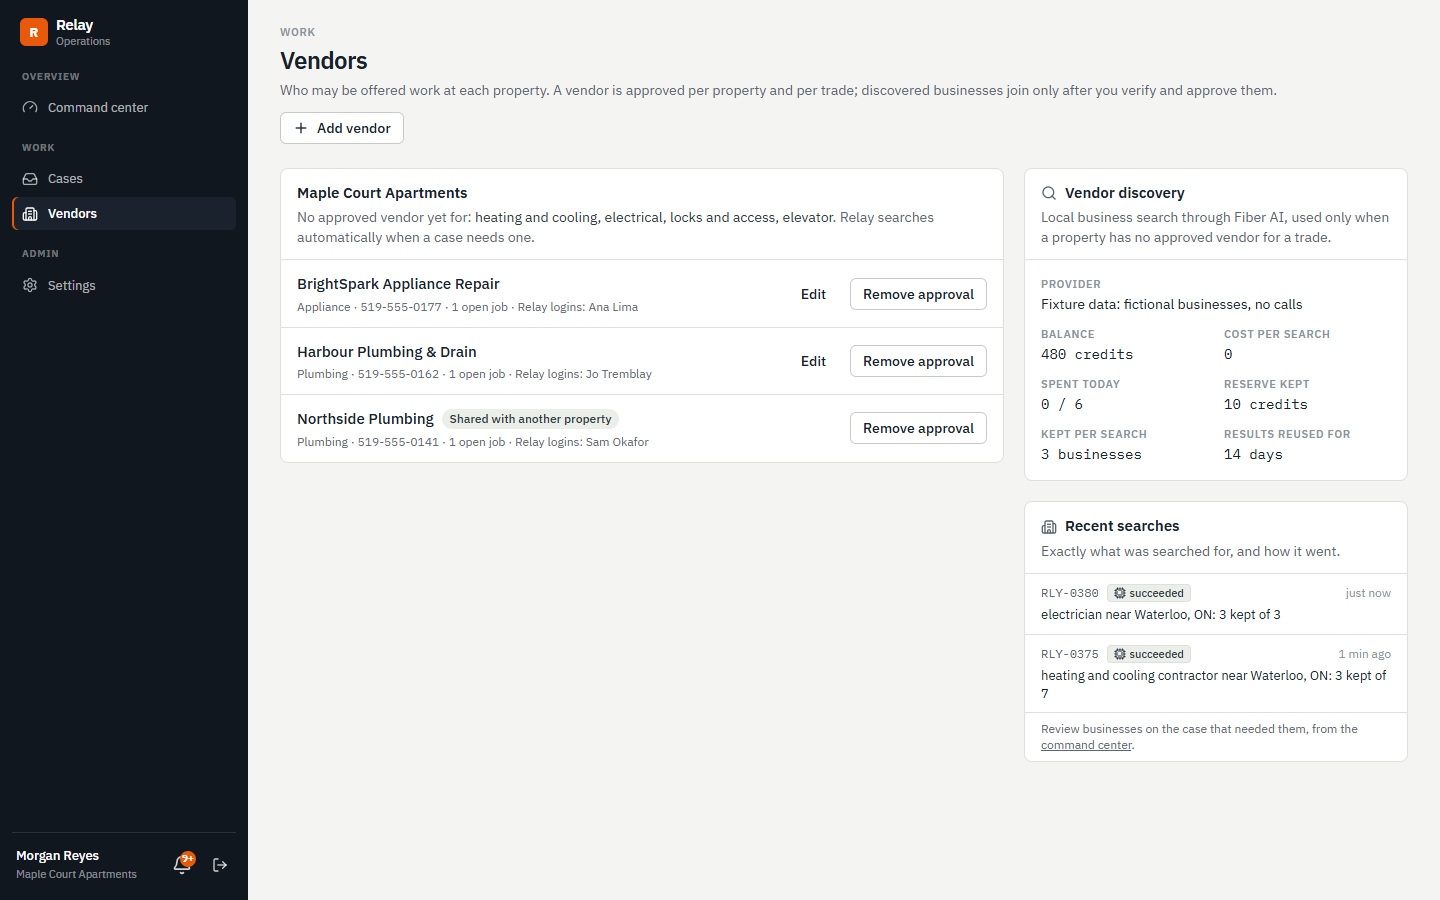 R
Relay
Operations
OVERVIEW
Command center
WORK
Cases
Vendors
ADMIN
Settings
Morgan Reyes
Maple Court Apartments
9+
WORK
Vendors
Who may be offered work at each property. A vendor is approved per property and per trade; discovered businesses join only after you verify and approve them.
Add vendor
Maple Court Apartments
No approved vendor yet for: heating and cooling, electrical, locks and access, elevator. Relay searches
automatically when a case needs one.
BrightSpark Appliance Repair
Appliance · 519-555-0177 · 1 open job · Relay logins: Ana Lima
Edit
Remove approval
Harbour Plumbing & Drain
Plumbing · 519-555-0162 · 1 open job · Relay logins: Jo Tremblay
Edit
Remove approval
Northside Plumbing
Shared with another property
Plumbing · 519-555-0141 · 1 open job · Relay logins: Sam Okafor
Remove approval
Vendor discovery
Local business search through Fiber AI, used only when
a property has no approved vendor for a trade.
PROVIDER
Fixture data: fictional businesses, no calls
BALANCE
480 credits
COST PER SEARCH
0
SPENT TODAY
0 / 6
RESERVE KEPT
10 credits
KEPT PER SEARCH
3 businesses
RESULTS REUSED FOR
14 days
Recent searches
Exactly what was searched for, and how it went.
RLY-0380 succeeded just now
electrician near Waterloo, ON: 3 kept of 3
RLY-0375 succeeded 1 min ago
heating and cooling contractor near Waterloo, ON: 3 kept of
7
Review businesses on the case that needed them, from the
command center.